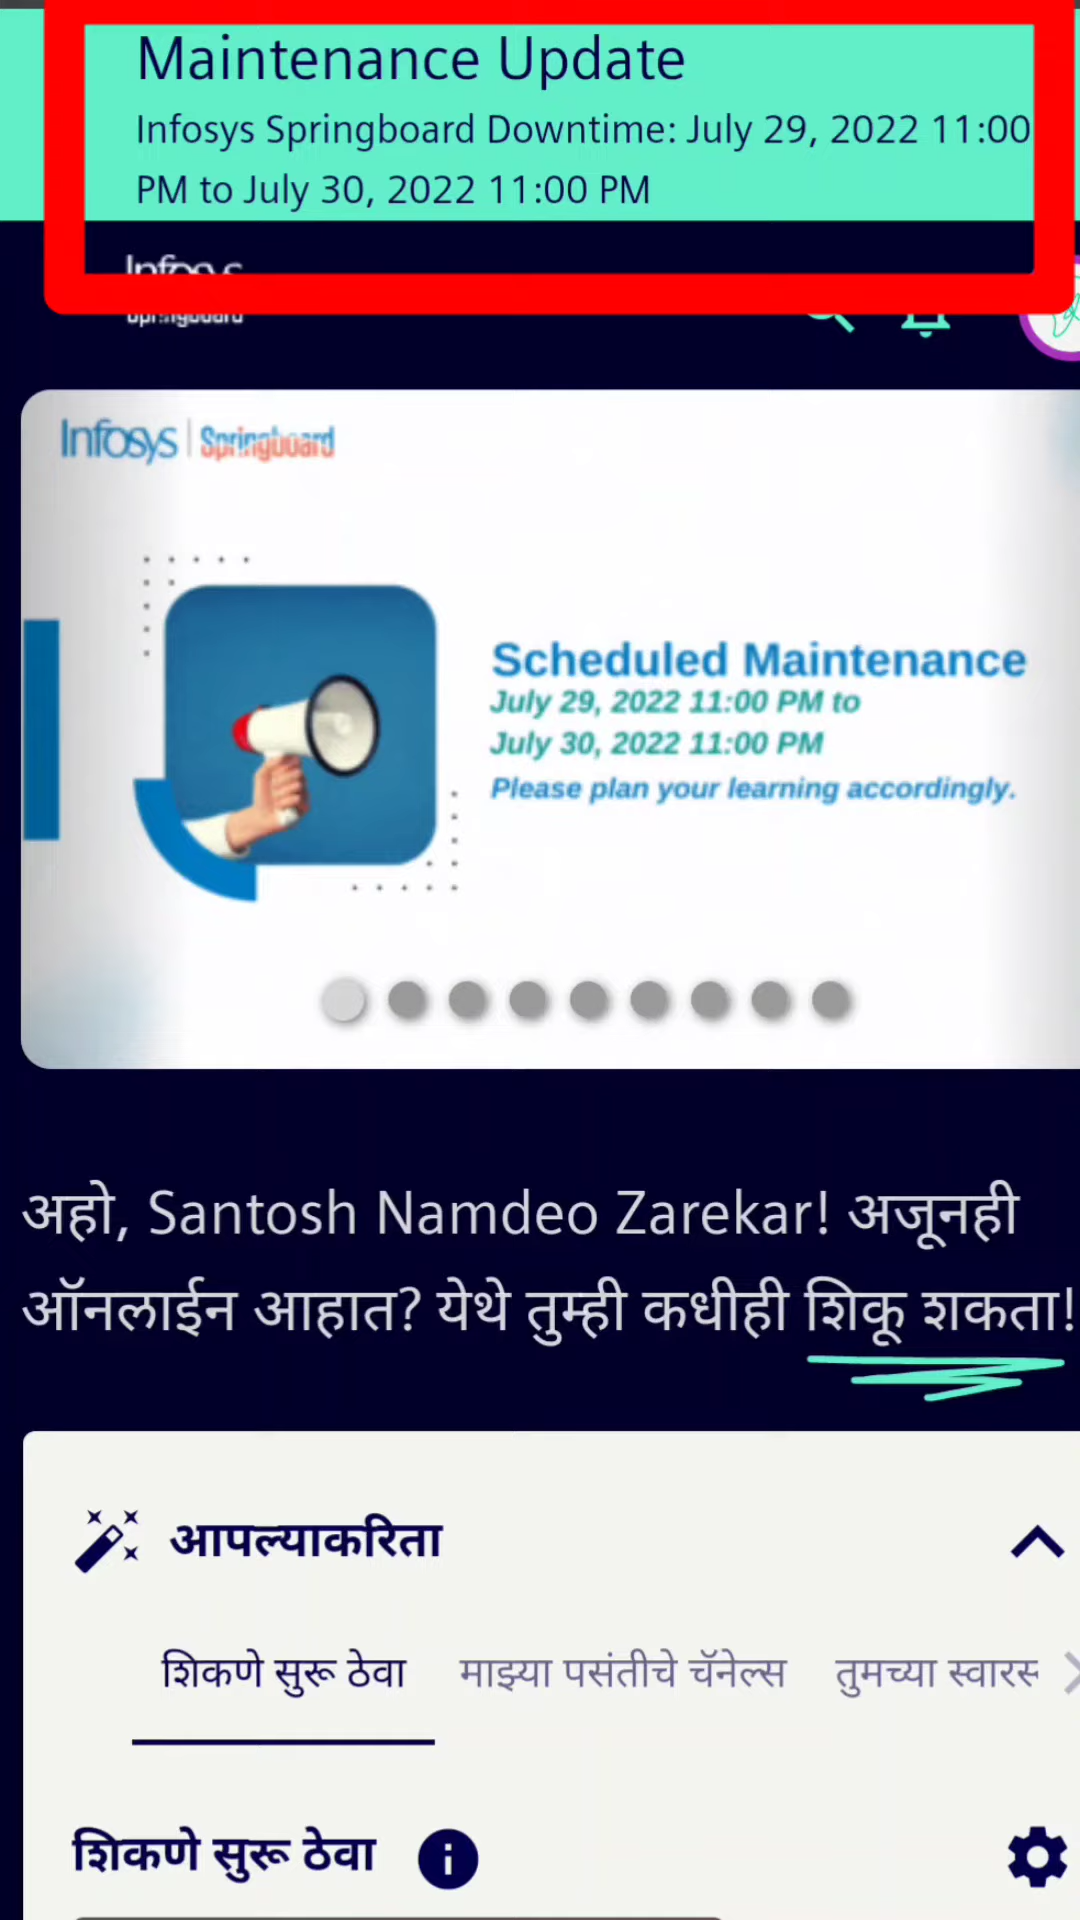 Maintenance Update
Infosys Springboard Downtime: July 29, 2022 11:00
PM to July 30, 2022 11:00 PM
Infosys
Springboard
Infosys | Springboard
Scheduled Maintenance
July 29, 2022 11:00 PM to
July 30, 2022 11:00 PM
Please plan your learning accordingly.
अहो, Santosh Namdeo Zarekar! अजूनही
ऑनलाईन आहात? येथे तुम्ही कधीही शिकू शकता!
आपल्याकरिता
शिकणे सुरू ठेवा माझ्या पसंतीचे चॅनेल्स तुमच्या
शिकणे सुरू ठेवा